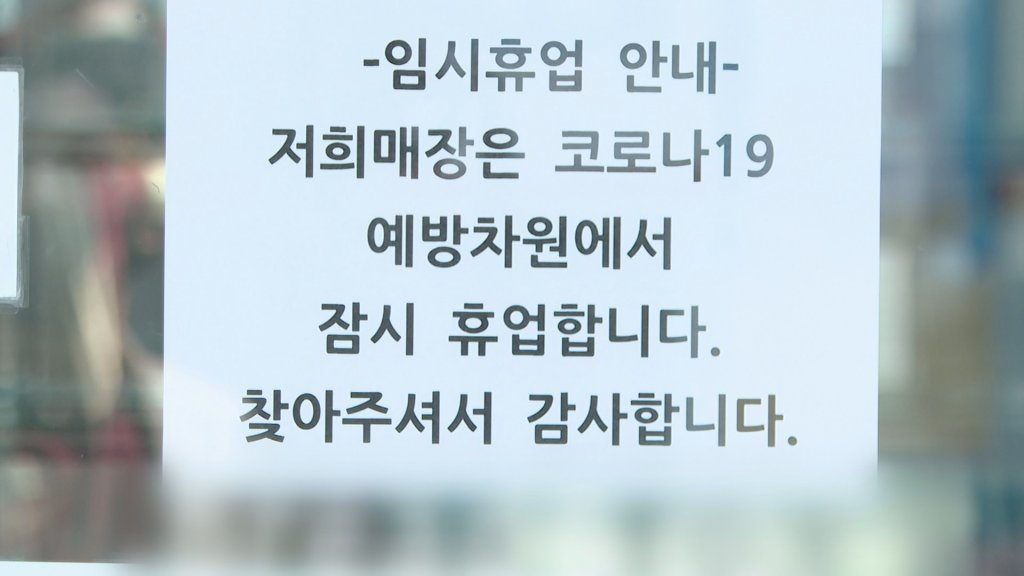 -임시휴업 안내-
저희매장은 코로나19
예방차원에서
잠시 휴업합니다.
찾아주셔서 감사합니다.